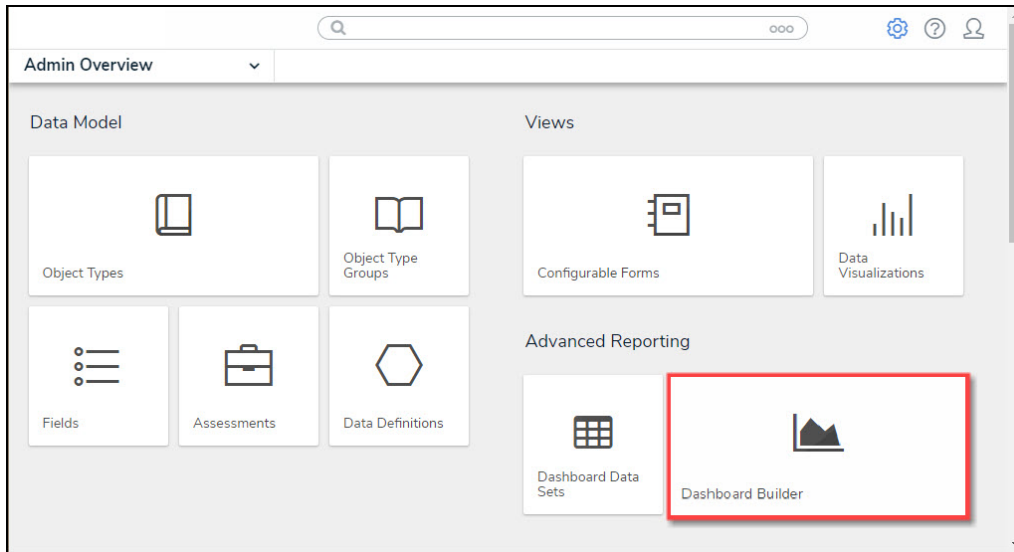 Admin Overview
Data Model
Object Types
Object Type
Groups
Fields
Assessments
Data Definitions
Views
Configurable Forms
Data
Visualizations
Advanced Reporting
Dashboard Data
Sets
Dashboard Builder